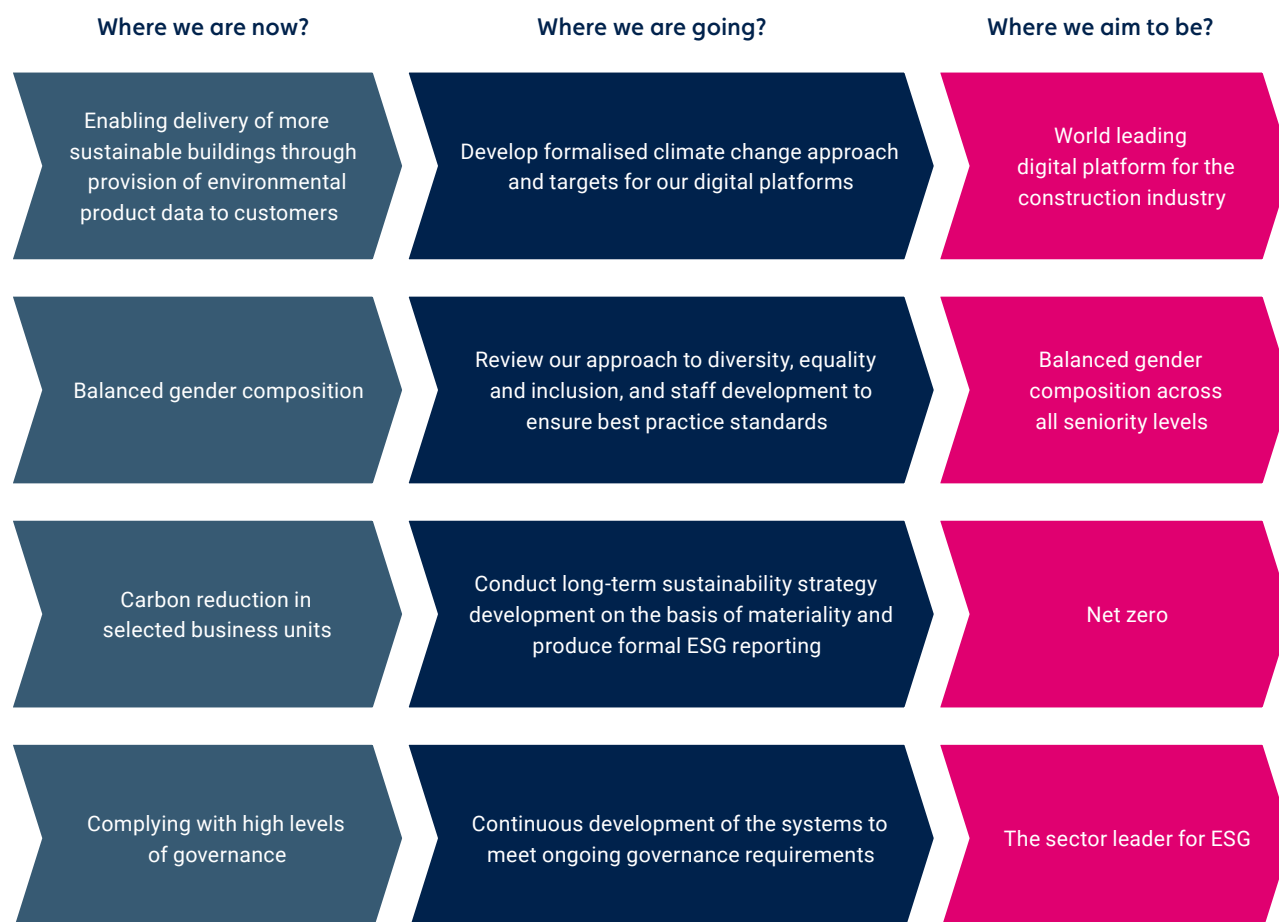 Where we are now?
Where we are going?
Where we aim to be?
Enabling delivery of more
sustainable buildings through
provision of environmental
product data to customers
Develop formalised climate change approach
and targets for our digital platforms
World leading
digital platform for the
construction industry
Balanced gender composition
Review our approach to diversity, equality
and inclusion, and staff development to
ensure best practice standards
Balanced gender
composition across
all seniority levels
Carbon reduction in
selected business units
Conduct long-term sustainability strategy
development on the basis of materiality and
produce formal ESG reporting
Net zero
Complying with high levels
of governance
Continuous development of the systems to
meet ongoing governance requirements
The sector leader for ESG